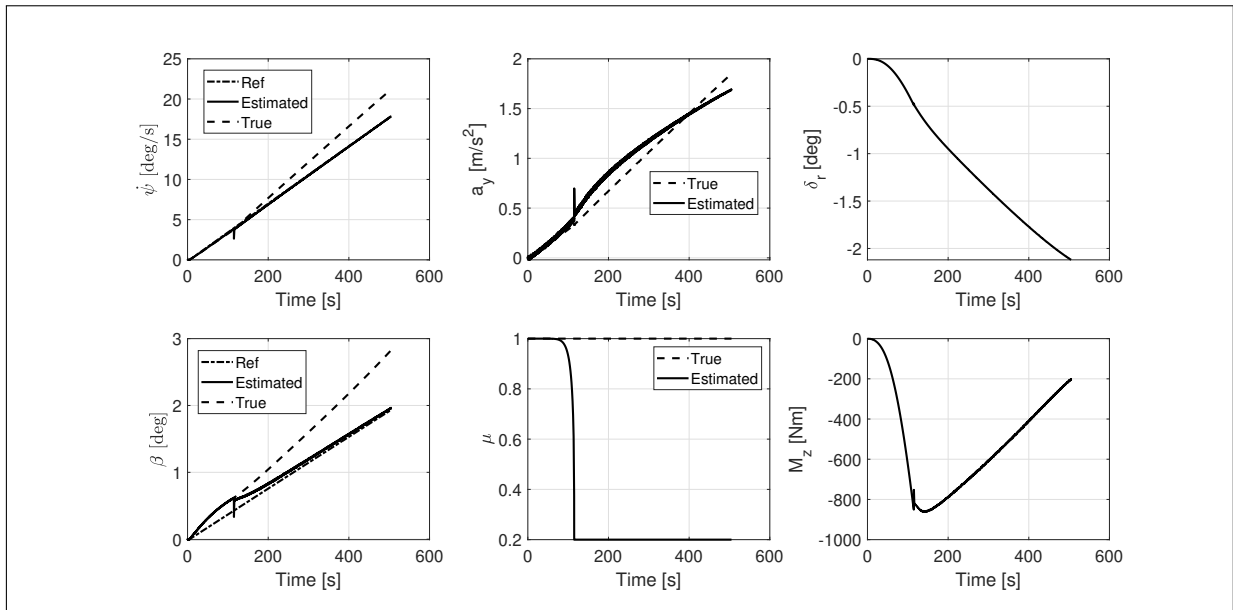 25
20
15
10
5
0
ψ̇ [deg/s]
Ref
Estimated
True
0 200 400 600
Time [s]
2
1.5
1
0.5
0
a_y [m/s²]
True
Estimated
0 200 400 600
Time [s]
0
-0.5
-1
-1.5
-2
δ_r [deg]
0 200 400 600
Time [s]
3
2
1
0
β [deg]
Ref
Estimated
True
0 200 400 600
Time [s]
1
0.8
0.6
0.4
0.2
μ
True
Estimated
0 200 400 600
Time [s]
0
-200
-400
-600
-800
-1000
M_z [Nm]
0 200 400 600
Time [s]